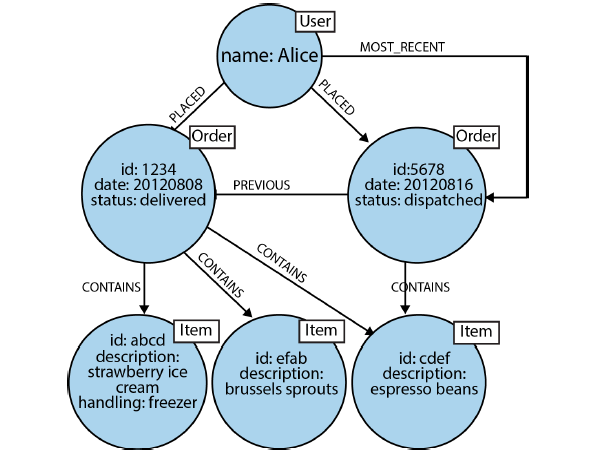 User
name: Alice
MOST_RECENT
PLACED
PLACED
Order
id: 1234
date: 20120808
status: delivered
Order
id:5678
date: 20120816
status: dispatched
PREVIOUS
CONTAINS
CONTAINS
CONTAINS
CONTAINS
Item
id: abcd
description:
strawberry ice
cream
handling: freezer
Item
id: efab
description:
brussels sprouts
Item
id: cdef
description:
espresso beans